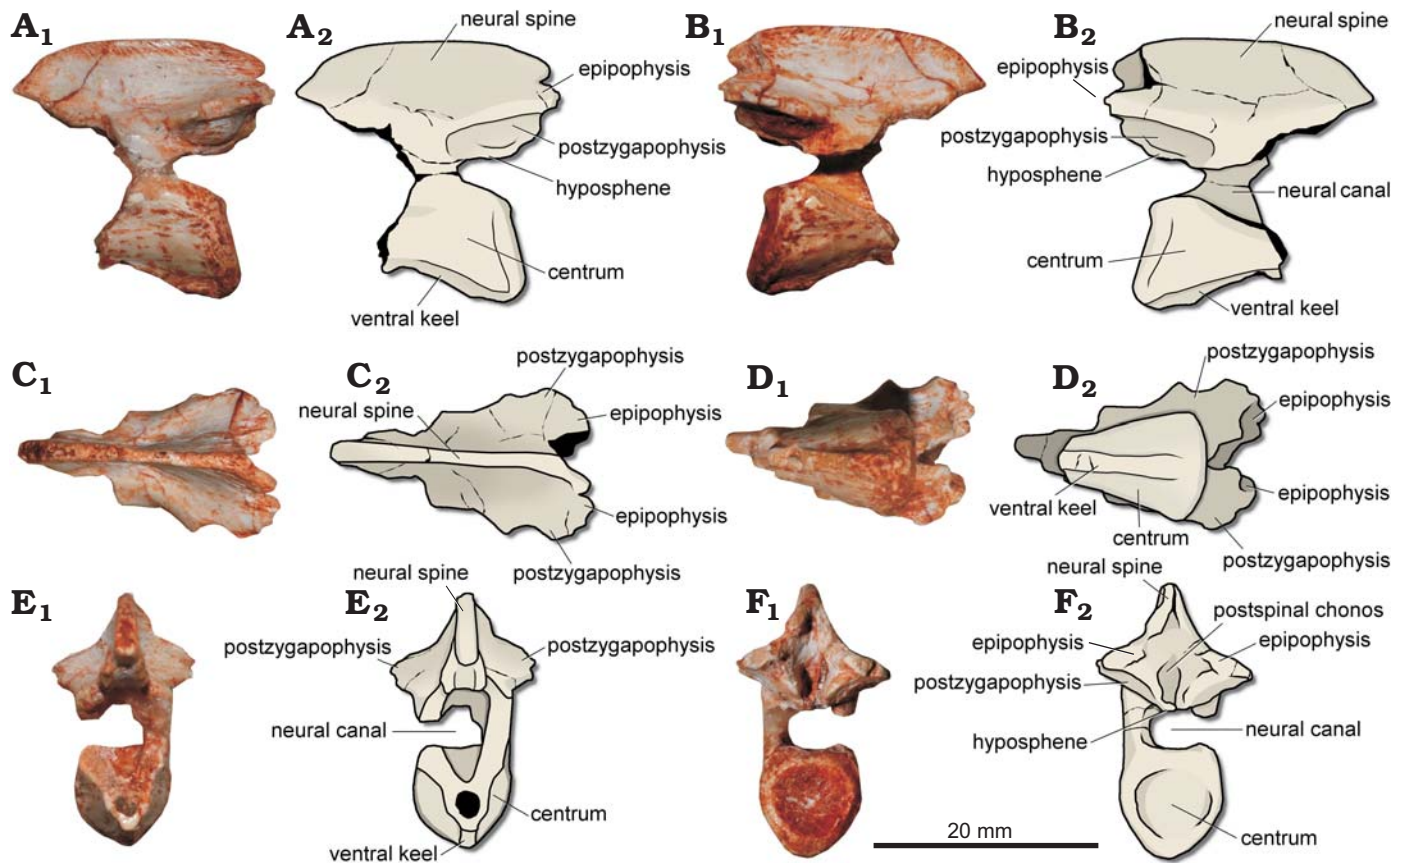 A1
A2
neural spine
epipophysis
postzygapophysis
hyposphene
centrum
ventral keel
B1
B2
neural spine
epipophysis
postzygapophysis
hyposphene
neural canal
centrum
ventral keel
C1
C2
postzygapophysis
neural spine
epipophysis
epipophysis
postzygapophysis
D1
D2
postzygapophysis
epipophysis
ventral keel
epipophysis
centrum
postzygapophysis
E1
E2
neural spine
postzygapophysis
postzygapophysis
neural canal
centrum
ventral keel
F1
F2
neural spine
postspinal chonos
epipophysis
epipophysis
postzygapophysis
hyposphene
neural canal
centrum
20 mm